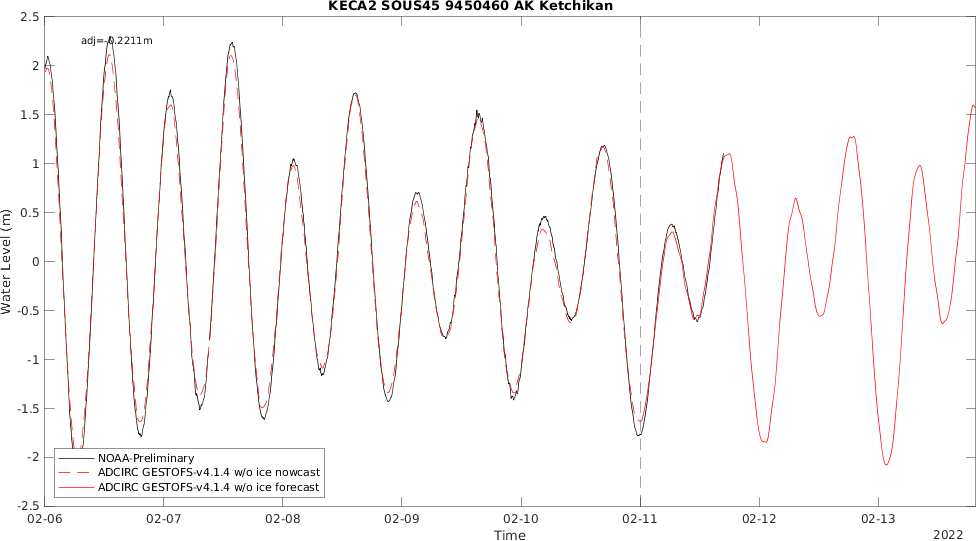 KECA2 SOUS45 9450460 AK Ketchikan
adj=-0.2211m
2.5
2
1.5
1
0.5
0
-0.5
-1
-1.5
-2
-2.5
Water Level (m)
NOAA-Preliminary
ADCIRC GESTOFS-v4.1.4 w/o ice nowcast
ADCIRC GESTOFS-v4.1.4 w/o ice forecast
02-06 02-07 02-08 02-09 02-10 02-11 02-12 02-13
Time
2022